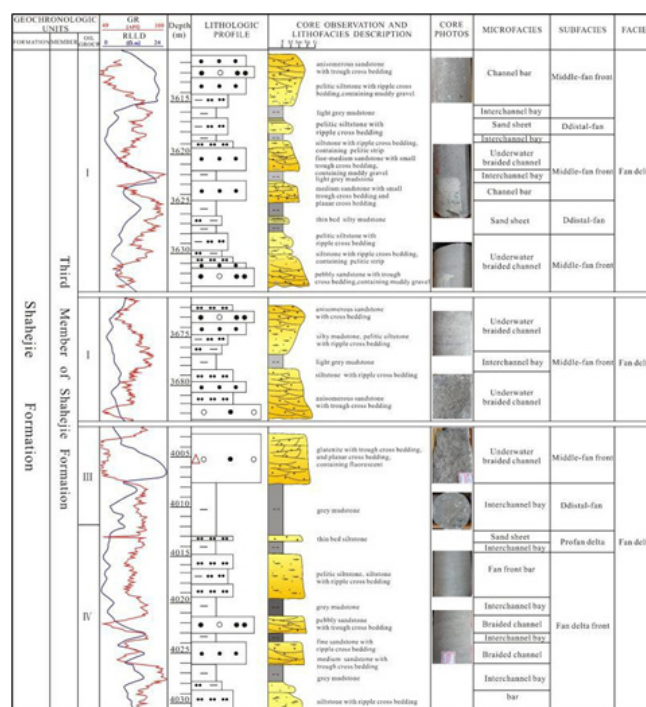 GEOCHRONOLOGIC
UNITS
FORMATION
MEMBER
OIL
GROUP
GR
40
100
RLLD
0
20
Depth
(m)
LITHOLOGIC
PROFILE
CORE OBSERVATION AND
LITHOFACIES DESCRIPTION
CORE
PHOTOS
MICROFACIES
SUBFACIES
FACIE
Shahejie Formation
Third Member of Shahejie Formation
I
3615
3620
3625
3630
anisomerous sandstone
with trough cross bedding
pelitic siltstone with ripple cross
bedding,containing muddy gravel.
light grey mudstone
pelitic siltstone with
ripple cross bedding
siltstone with ripple cross bedding,
containing pelitic strip
fine-medium sandstone with small
trough cross bedding,
containing muddy gravel
light grey mudstone
medium sandstone with small
trough cross bedding and
planar cross bedding
thin bed silty mudstone
pelitic siltstone with
ripple cross bedding
siltstone with ripple cross bedding,
containing pelitic strip
pebbly sandstone with trough
cross bedding,containing muddy gravel
Channel bar
Interchannel bay
Sand sheet
Interchannel bay
Underwater
braided channel
Interchannel bay
Channel bar
Sand sheet
Underwater
braided channel
Middle-fan front
Ddistal-fan
Middle-fan front
Ddistal-fan
Middle-fan front
Fan del
3675
3680
anisomerous sandstone
with cross bedding
silty mudstone, pelitic siltstone
with ripple cross bedding
light grey mudstone
siltstone with ripple cross bedding
anisomerous sandstone
with trough cross bedding
Underwater
braided channel
Interchannel bay
Underwater
braided channel
Middle-fan front
Fan del
III
IV
4005
4010
4015
4020
4025
4030
glutenite with trough cross bedding,
and planar cross bedding,
containing fluorescent
grey mudstone
thin bed siltstone
pelitic siltstone, siltstone
with ripple cross bedding
grey mudstone
pebbly sandstone
with trough cross bedding
fine sandstone with
ripple cross bedding
medium sandstone with
trough cross bedding
grey mudstone
siltstone with ripple cross bedding
Underwater
braided channel
Interchannel bay
Sand sheet
Interchannel bay
Fan front bar
Interchannel bay
Braided channel
Interchannel bay
Braided channel
Interchannel bay
bar
Middle-fan front
Ddistal-fan
Profan delta
Fan delta front
Fan del